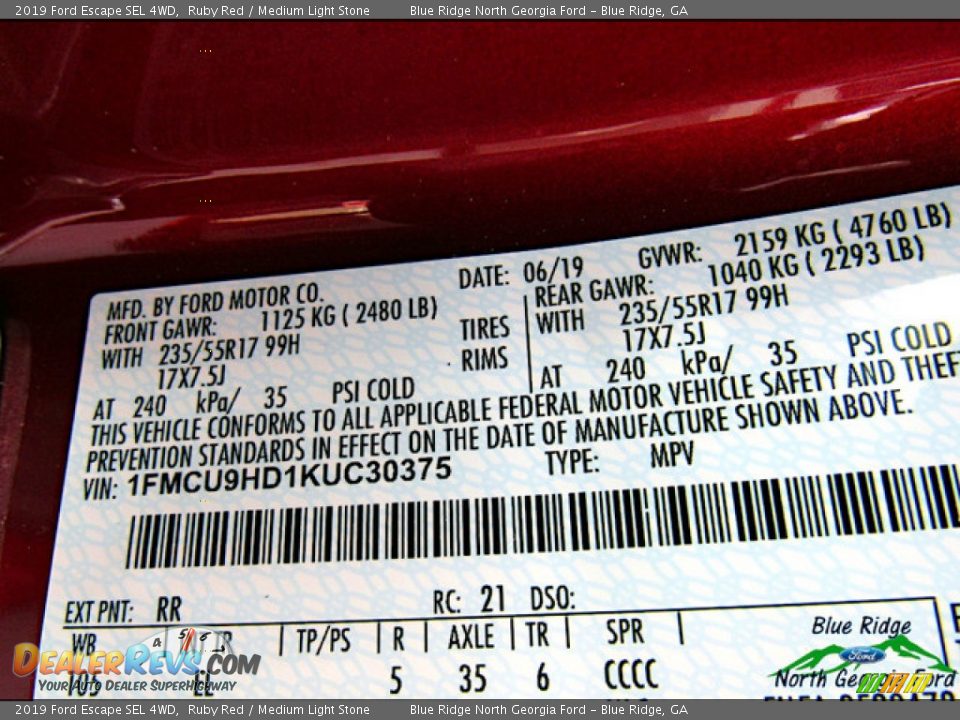 2019 Ford Escape SEL 4WD, Ruby Red / Medium Light Stone Blue Ridge North Georgia Ford - Blue Ridge, GA
MFD. BY FORD MOTOR CO. DATE: 06/19 GVWR: 2159 KG ( 4760 LB)
FRONT GAWR: 1125 KG ( 2480 LB) REAR GAWR: 1040 KG ( 2293 LB)
WITH 235/55R17 99H TIRES WITH 235/55R17 99H
17X7.5J RIMS 17X7.5J
AT 240 kPa/ 35 PSI COLD AT 240 kPa/ 35 PSI COLD
THIS VEHICLE CONFORMS TO ALL APPLICABLE FEDERAL MOTOR VEHICLE SAFETY AND THEF
PREVENTION STANDARDS IN EFFECT ON THE DATE OF MANUFACTURE SHOWN ABOVE.
VIN: 1FMCU9HD1KUC30375 TYPE: MPV
EXT PNT: RR RC: 21 DSO:
WB TP/PS R AXLE TR SPR
105 LE 5 35 6 CCCC
Blue Ridge
Ford
North Georgia Ford
DealerRevs.com
Your Auto Dealer SuperHighway
2019 Ford Escape SEL 4WD, Ruby Red / Medium Light Stone Blue Ridge North Georgia Ford - Blue Ridge, GA